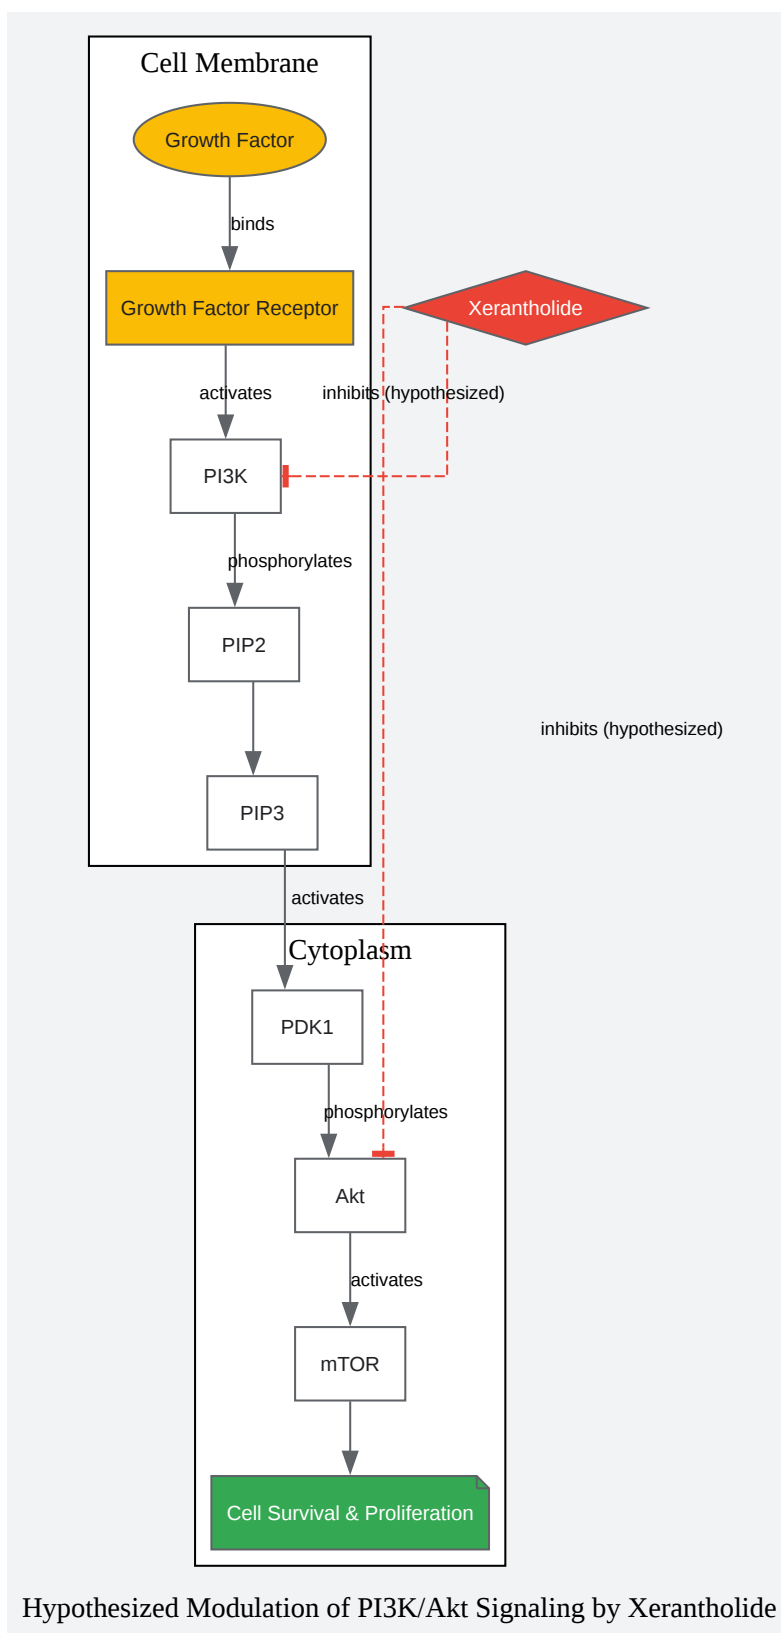 Cell Membrane
Growth Factor
binds
Growth Factor Receptor
Xerantholide
activates
inhibits (hypothesized)
PI3K
phosphorylates
PIP2
inhibits (hypothesized)
PIP3
activates
Cytoplasm
PDK1
phosphorylates
Akt
activates
mTOR
Cell Survival & Proliferation
Hypothesized Modulation of PI3K/Akt Signaling by Xerantholide